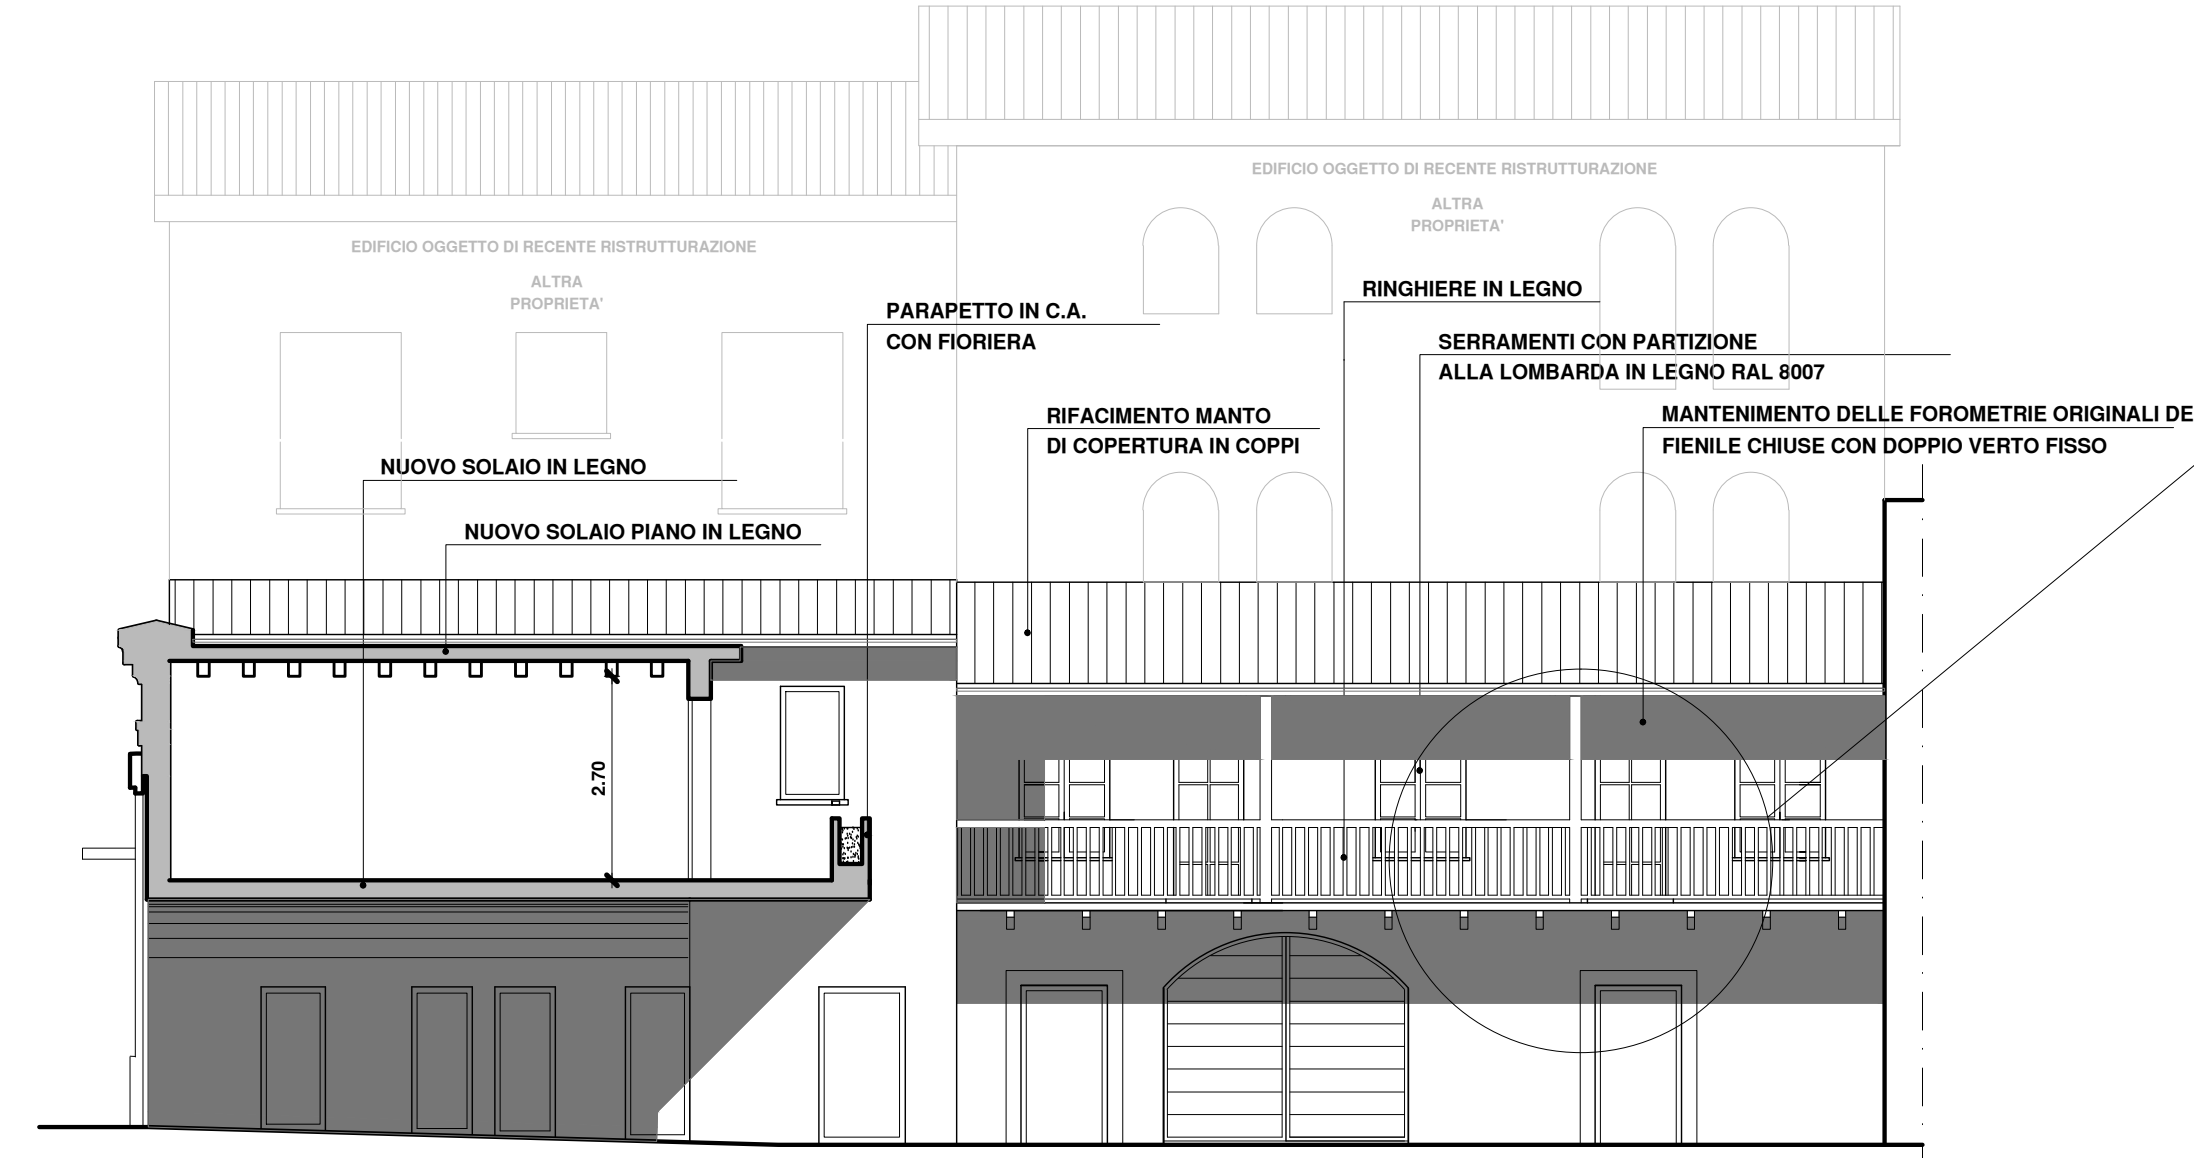 EDIFICIO OGGETTO DI RECENTE RISTRUTTURAZIONE
ALTRA
PROPRIETA'
EDIFICIO OGGETTO DI RECENTE RISTRUTTURAZIONE
ALTRA
PROPRIETA'
RINGHIERE IN LEGNO
PARAPETTO IN C.A.
CON FIORIERA
SERRAMENTI CON PARTIZIONE
ALLA LOMBARDA IN LEGNO RAL 8007
RIFACIMENTO MANTO
DI COPERTURA IN COPPI
MANTENIMENTO DELLE FOROMETRIE ORIGINALI DE
FIENILE CHIUSE CON DOPPIO VERTO FISSO
NUOVO SOLAIO IN LEGNO
NUOVO SOLAIO PIANO IN LEGNO
2.70